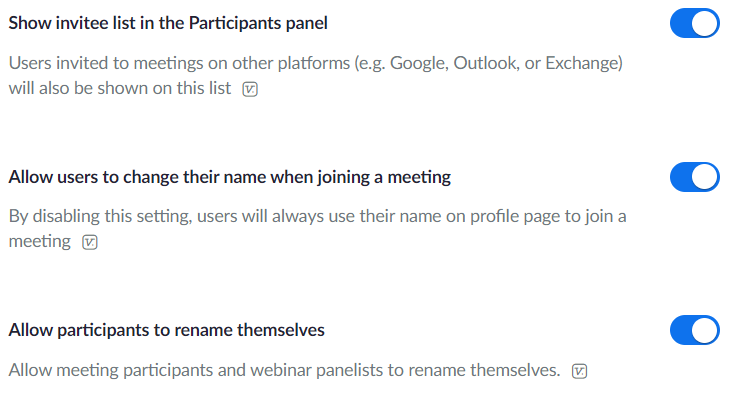 Show invitee list in the Participants panel
Users invited to meetings on other platforms (e.g. Google, Outlook, or Exchange)
will also be shown on this list
Allow users to change their name when joining a meeting
By disabling this setting, users will always use their name on profile page to join a
meeting
Allow participants to rename themselves
Allow meeting participants and webinar panelists to rename themselves.